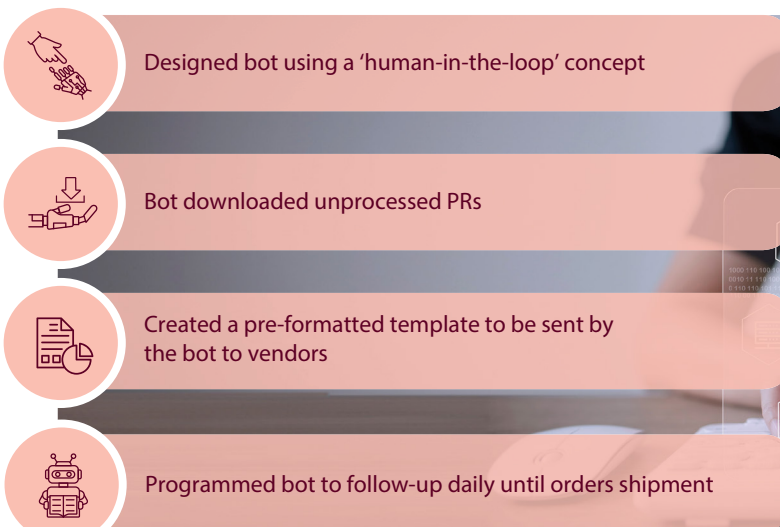 Designed bot using a ‘human-in-the-loop’ concept
Bot downloaded unprocessed PRs
Created a pre-formatted template to be sent by
the bot to vendors
Programmed bot to follow-up daily until orders shipment